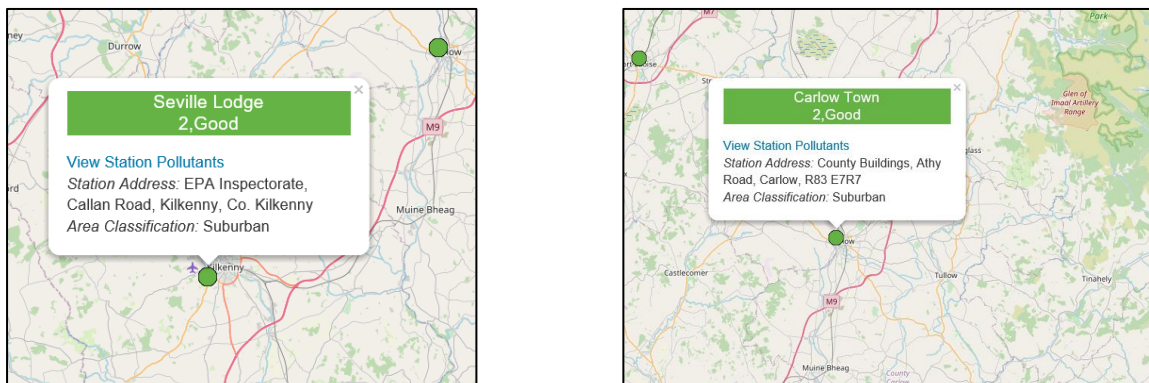 Durrow
Seville Lodge
2,Good
×
M9
View Station Pollutants
Station Address: EPA Inspectorate,
Callan Road, Kilkenny, Co. Kilkenny
Area Classification: Suburban
Muine Bheag
Kilkenny
M7
Park
Carlow Town
2,Good
×
Glen of
Imaal Artillery
Range
View Station Pollutants
Station Address: County Buildings, Athy
Road, Carlow, R83 E7R7
Area Classification: Suburban
Castlecomer
Tullow
Tinahely
M9
Muine Bheag
County
Carlow